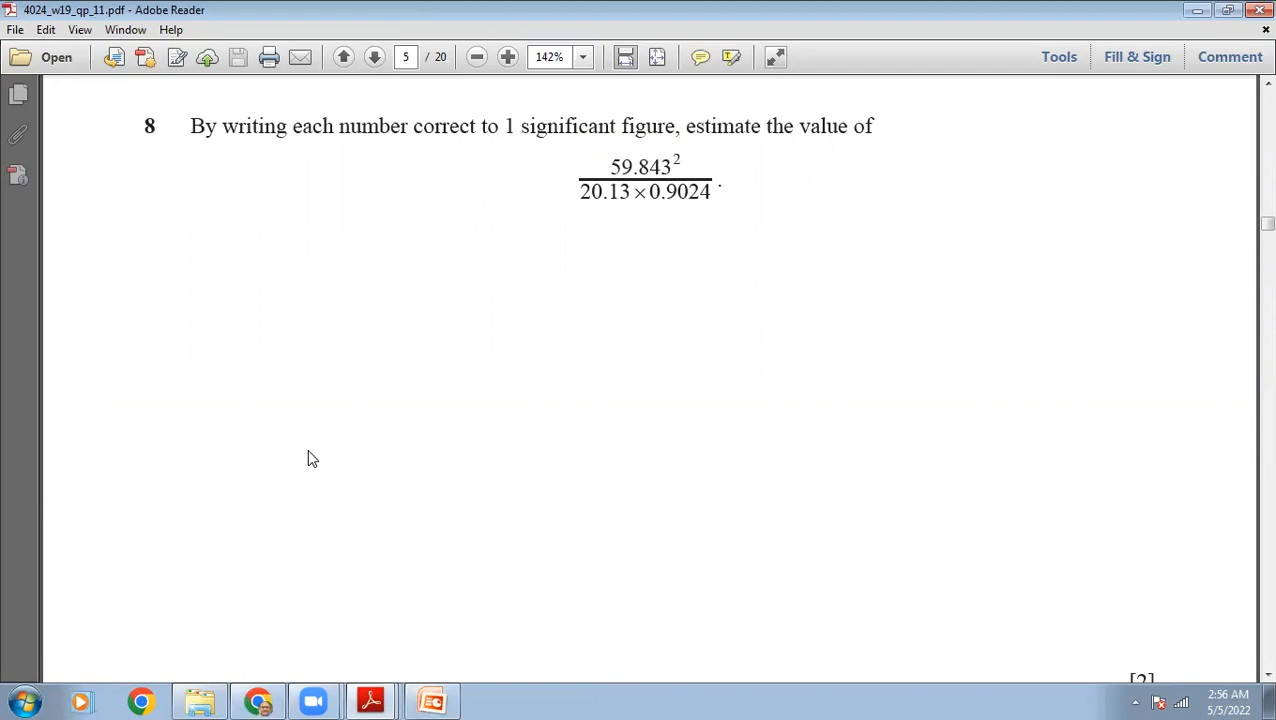 4024_w19_qp_11.pdf - Adobe Reader
File Edit View Window Help
Open 5 / 20 142% Tools Fill & Sign Comment
8 By writing each number correct to 1 significant figure, estimate the value of
59.843²
20.13 × 0.9024 .
[2]
2:56 AM
5/5/2022